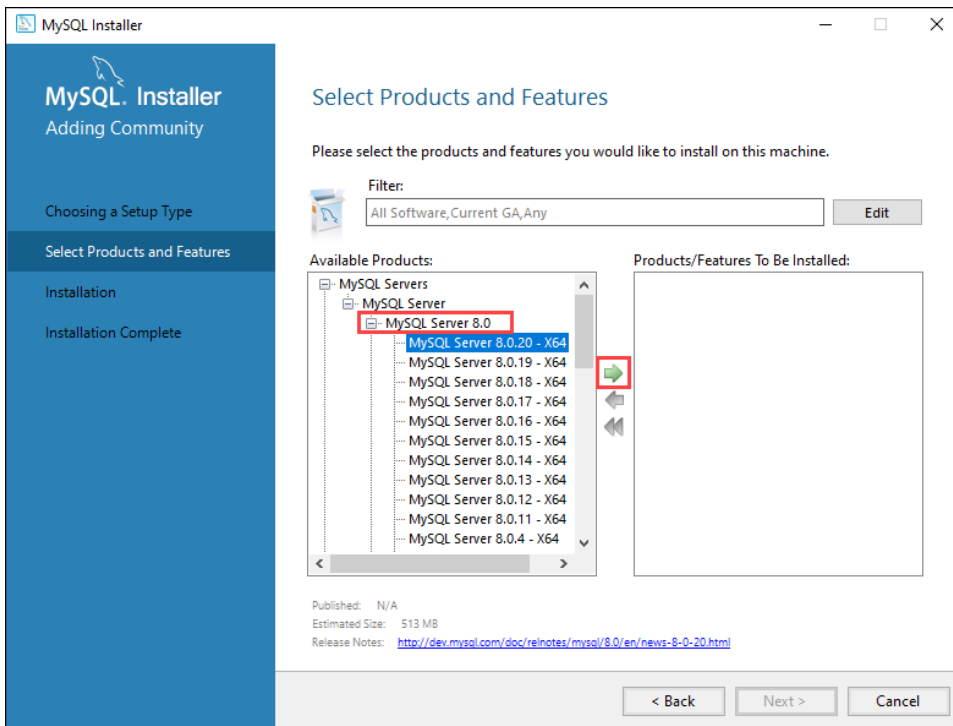 MySQL Installer
MySQL. Installer
Adding Community
Choosing a Setup Type
Select Products and Features
Installation
Installation Complete
Select Products and Features
Please select the products and features you would like to install on this machine.
Filter:
All Software,Current GA,Any
Edit
Available Products:
MySQL Servers
MySQL Server
MySQL Server 8.0
MySQL Server 8.0.20 - X64
MySQL Server 8.0.19 - X64
MySQL Server 8.0.18 - X64
MySQL Server 8.0.17 - X64
MySQL Server 8.0.16 - X64
MySQL Server 8.0.15 - X64
MySQL Server 8.0.14 - X64
MySQL Server 8.0.13 - X64
MySQL Server 8.0.12 - X64
MySQL Server 8.0.11 - X64
MySQL Server 8.0.4 - X64
Products/Features To Be Installed:
Published: N/A
Estimated Size: 513 MB
Release Notes: http://dev.mysql.com/doc/relnotes/mysql/8.0/en/news-8-0-20.html
< Back
Next >
Cancel